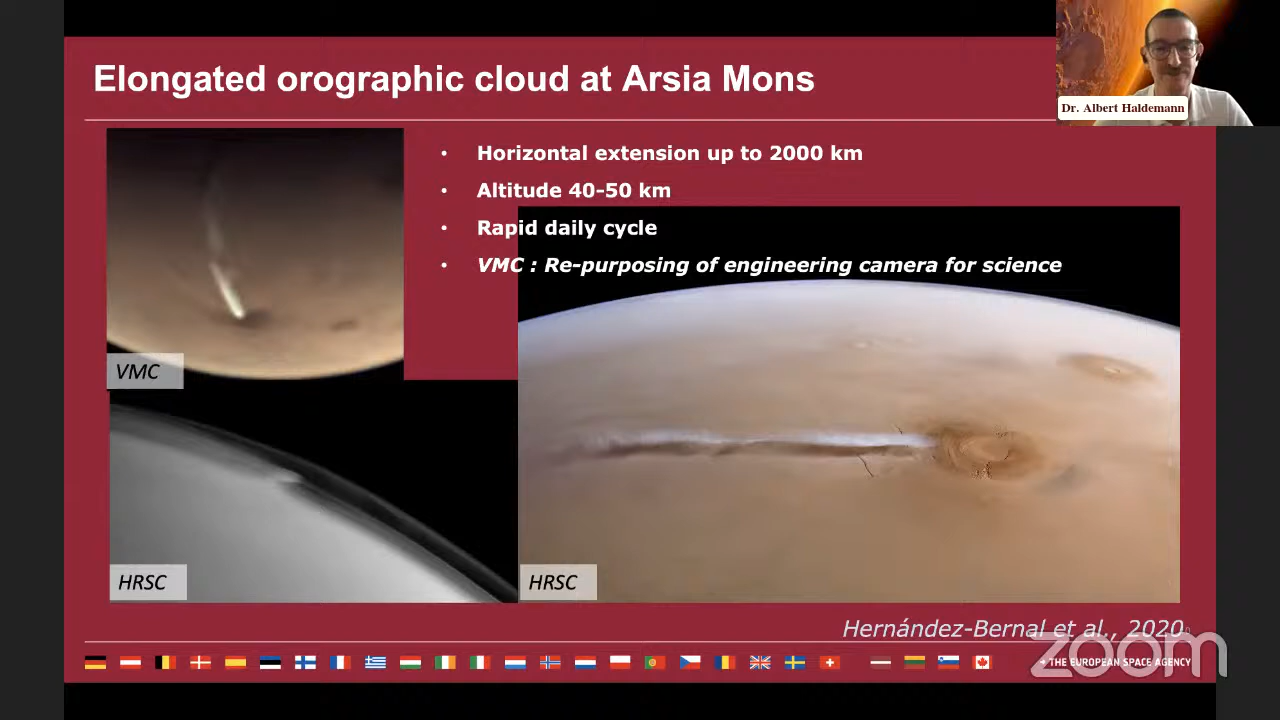 Elongated orographic cloud at Arsia Mons
Dr. Albert Haldemann
• Horizontal extension up to 2000 km
• Altitude 40-50 km
• Rapid daily cycle
• VMC : Re-purposing of engineering camera for science
VMC
HRSC
HRSC
Hernández-Bernal et al., 2020
THE EUROPEAN SPACE AGENCY
zoom